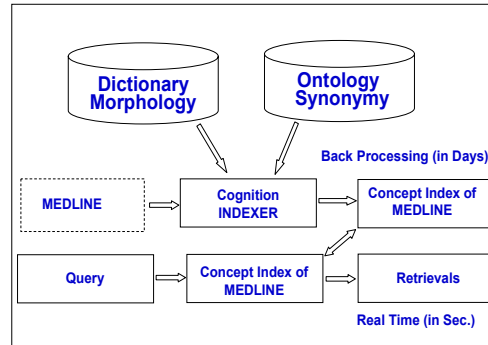 Dictionary
Morphology
Ontology
Synonymy
Back Processing (in Days)
MEDLINE
Cognition
INDEXER
Concept Index of
MEDLINE
Query
Concept Index of
MEDLINE
Retrievals
Real Time (in Sec.)